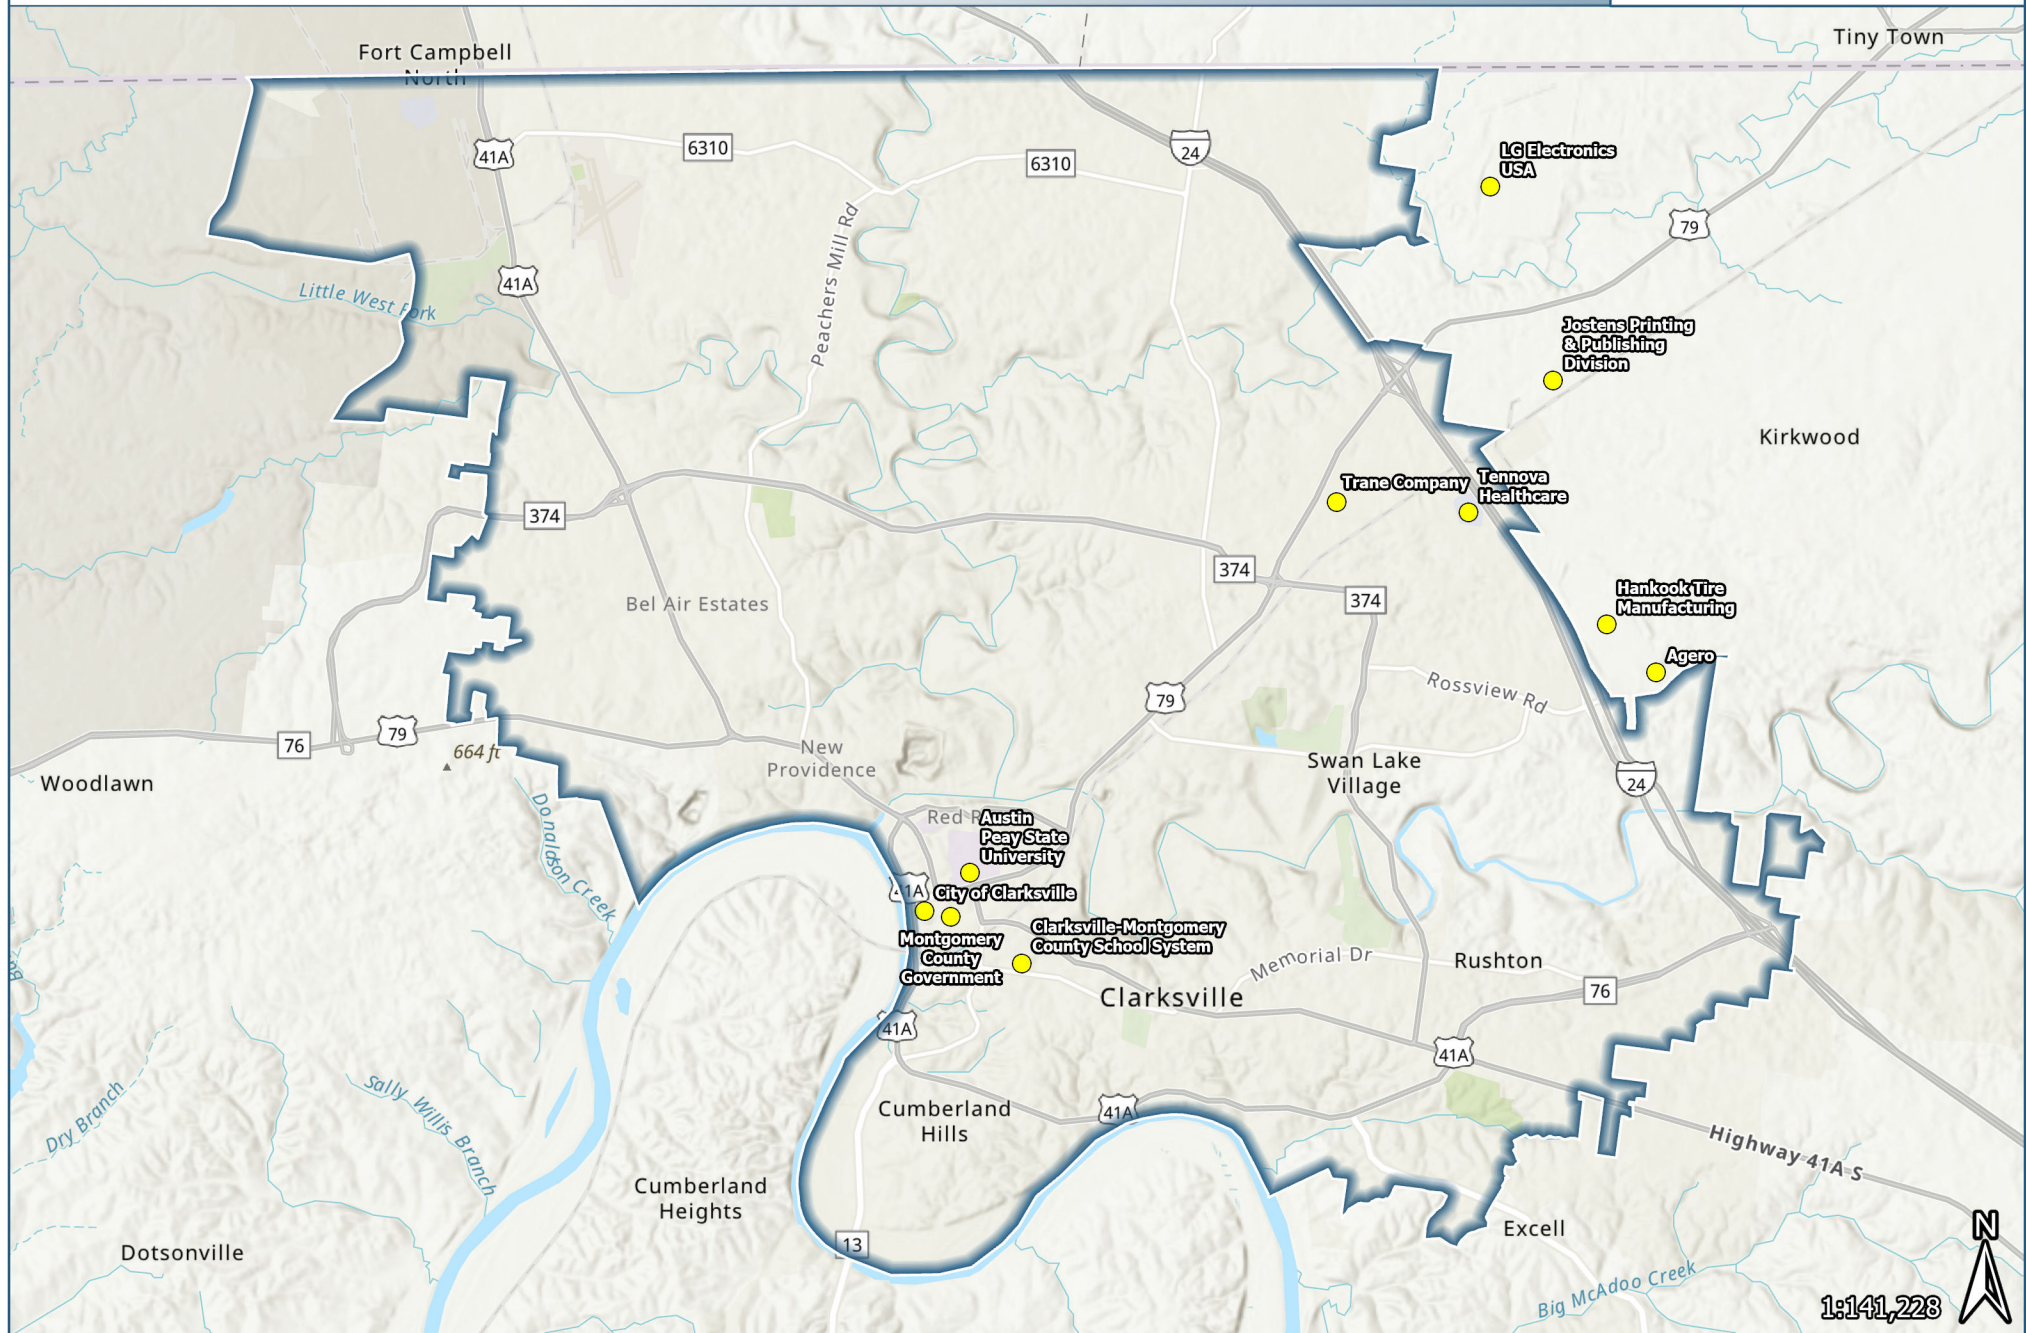 Fort Campbell
North
Tiny Town
41A
6310
6310
24
LG Electronics
USA
79
Peachers Mill Rd
41A
Little West Fork
Jostens Printing
& Publishing
Division
Kirkwood
Trane Company
Tennova
Healthcare
374
374
374
Bel Air Estates
Hankook Tire
Manufacturing
Agero
Rossview Rd
79
76
79
664 ft
New
Providence
Swan Lake
Village
24
Woodlawn
Donaldson Creek
Red R
Austin
Peay State
University
41A
City of Clarksville
Montgomery
County
Government
Clarksville-Montgomery
County School System
Memorial Dr
Rushton
Clarksville
76
41A
41A
Sally Willis Branch
Dry Branch
Cumberland
Hills
41A
Highway 41A S
Cumberland
Heights
13
Excell
Dotsonville
Big McAdoo Creek
N
1:141,228